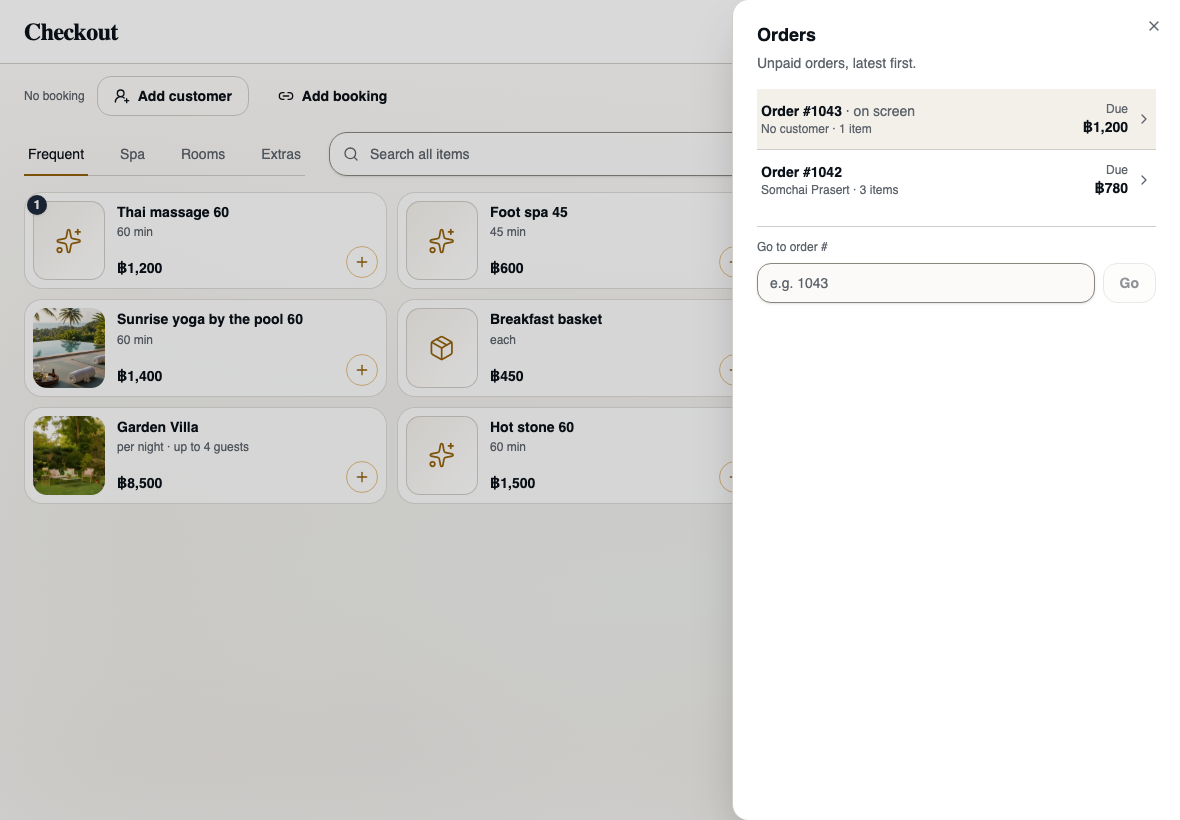 Checkout
No booking
Add customer
Add booking
Frequent
Spa
Rooms
Extras
Search all items
1
Thai massage 60
60 min
฿1,200
Foot spa 45
45 min
฿600
Sunrise yoga by the pool 60
60 min
฿1,400
Breakfast basket
each
฿450
Garden Villa
per night · up to 4 guests
฿8,500
Hot stone 60
60 min
฿1,500
Orders
Unpaid orders, latest first.
Order #1043 · on screen
No customer · 1 item
Due
฿1,200
Order #1042
Somchai Prasert · 3 items
Due
฿780
Go to order #
e.g. 1043
Go